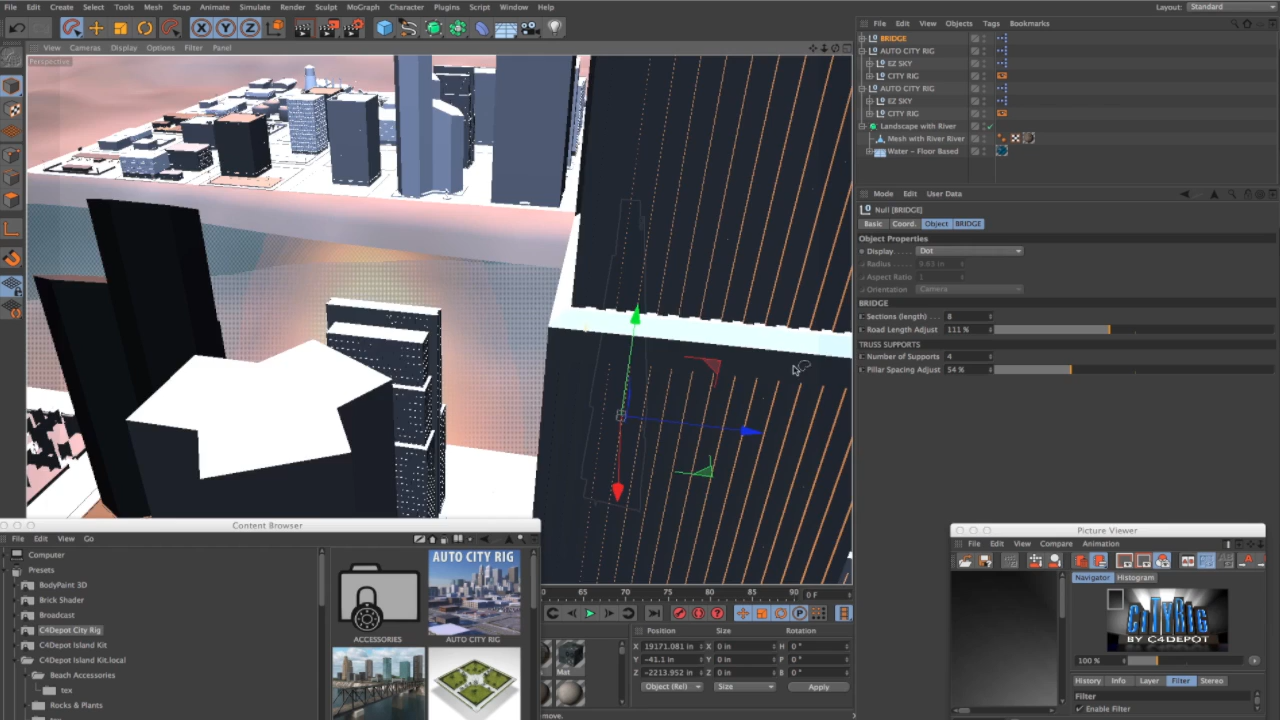 File Edit Create Select Tools Mesh Snap Animate Simulate Render Sculpt MoGraph Character Plugins Script Window Help
Layout: Standard
View Cameras Display Options Filter Panel
Perspective
File Edit View Objects Tags Bookmarks
BRIDGE
AUTO CITY RIG
EZ SKY
CITY RIG
AUTO CITY RIG
EZ SKY
CITY RIG
Landscape with River
Mesh with River River
Water - Floor Based
Mode Edit User Data
Null [BRIDGE]
Basic Coord. Object BRIDGE
Object Properties
Display Dot
Radius 9.83 in
Aspect Ratio 1
Orientation Camera
BRIDGE
Sections (length) 8
Road Length Adjust 111 %
TRUSS SUPPORTS
Number of Supports 4
Pillar Spacing Adjust 54 %
Content Browser
File Edit View Go
Computer
Presets
BodyPaint 3D
Brick Shader
Broadcast
C4Depot City Rig
C4Depot Island Kit
C4Depot Island Kit.local
Beach Accessories
tex
Rocks & Plants
ACCESSORIES
AUTO CITY RIG
AUTO CITY RIG
65 70 75 80 85 90 0 F
Mat
Position Size Rotation
X 19171.081 in X 0 in H 0 °
Y -41.1 in Y 0 in P 0 °
Z -2213.952 in Z 0 in B 0 °
Object (Rel) Size Apply
move.
Picture Viewer
File Edit View Compare Animation
Navigator Histogram
CITYRIG
BY C4DEPOT
100 %
History Info Layer Filter Stereo
Filter
Enable Filter